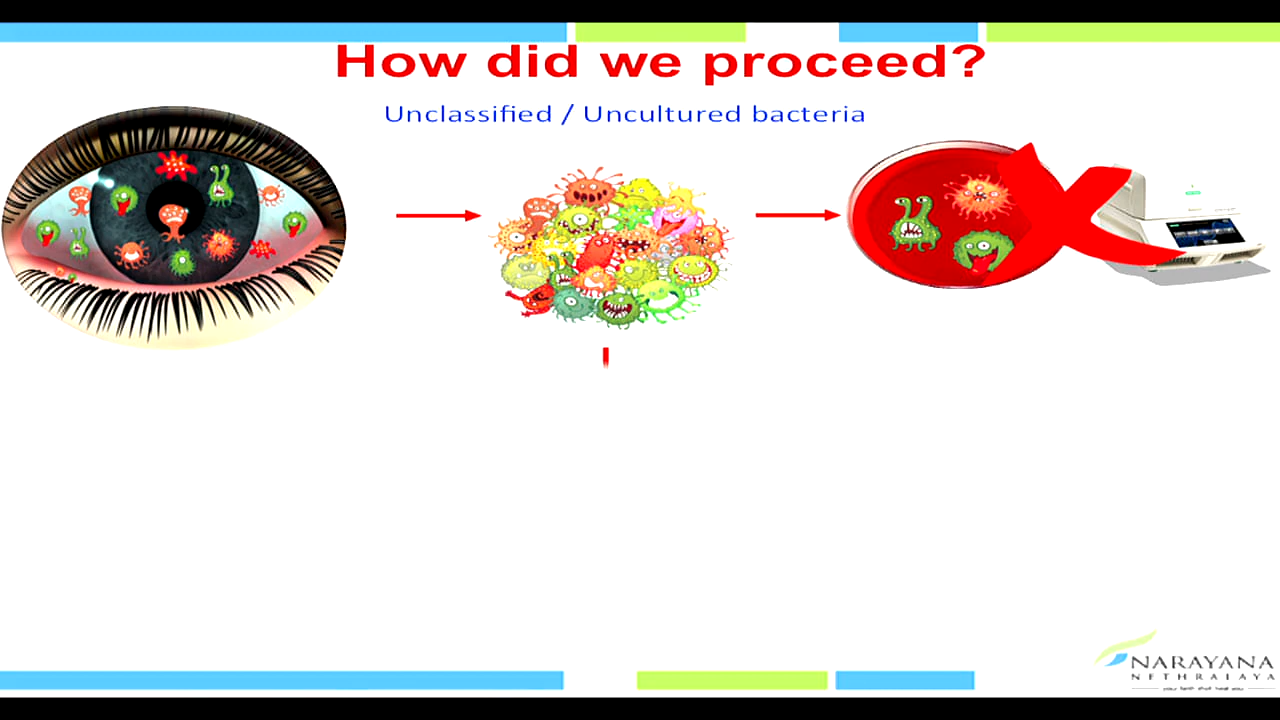 How did we proceed?
Unclassified / Uncultured bacteria
NARAYANA
NETHRALAYA